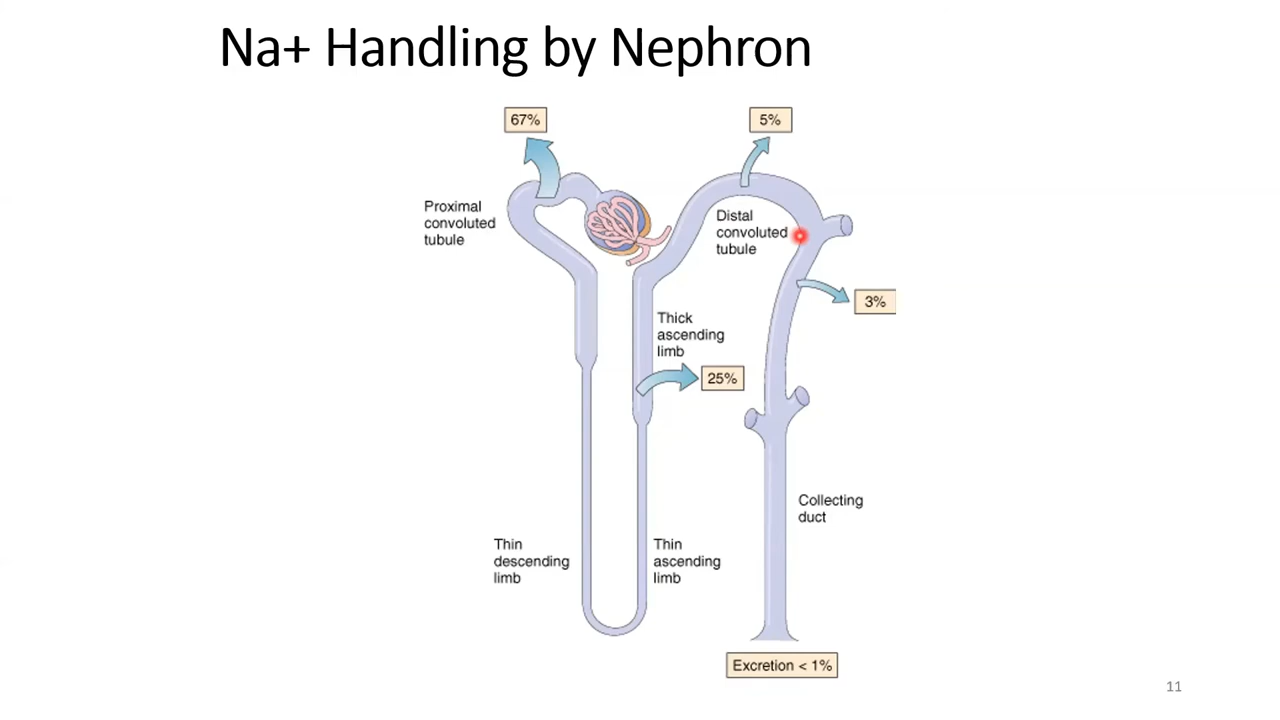 Na+ Handling by Nephron
67%
5%
Proximal
convoluted
tubule
Distal
convoluted
tubule
3%
Thick
ascending
limb
25%
Collecting
duct
Thin
descending
limb
Thin
ascending
limb
Excretion < 1%
11